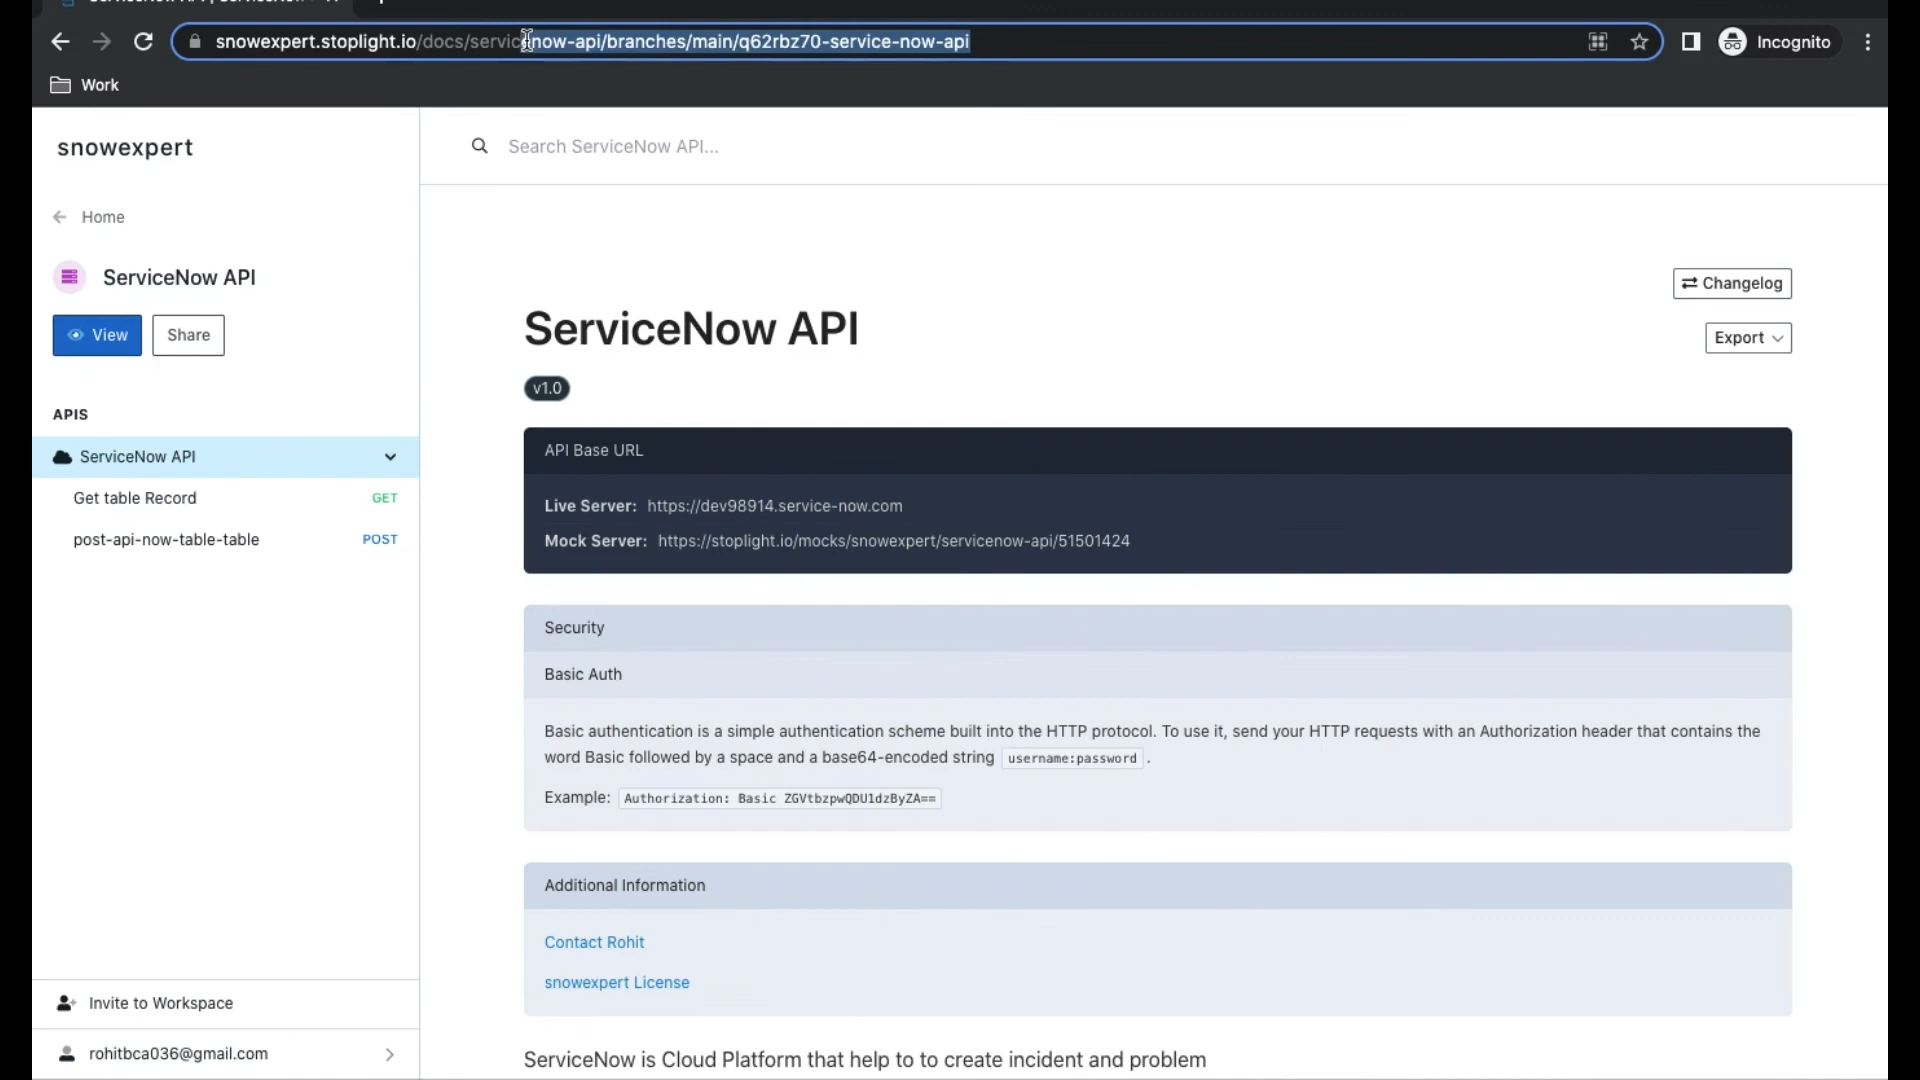 snowexpert.stoplight.io/docs/servicenow-api/branches/main/q62rbz70-service-now-api
Incognito
Work
snowexpert
Search ServiceNow API...
Home
ServiceNow API
View
Share
APIS
ServiceNow API
Get table Record GET
post-api-now-table-table POST
Changelog
ServiceNow API
Export
v1.0
API Base URL
Live Server: https://dev98914.service-now.com
Mock Server: https://stoplight.io/mocks/snowexpert/servicenow-api/51501424
Security
Basic Auth
Basic authentication is a simple authentication scheme built into the HTTP protocol. To use it, send your HTTP requests with an Authorization header that contains the
word Basic followed by a space and a base64-encoded string username:password .
Example: Authorization: Basic ZGVtbzpwQDU1dzByZA==
Additional Information
Contact Rohit
snowexpert License
ServiceNow is Cloud Platform that help to to create incident and problem
Invite to Workspace
rohitbca036@gmail.com